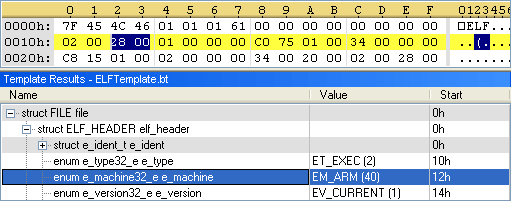 0 1 2 3 4 5 6 7 8 9 A B C D E F 0123456
0000h: 7F 45 4C 46 01 01 01 61 00 00 00 00 00 00 00 00 □ELF...
0010h: 02 00 28 00 01 00 00 00 C0 75 01 00 34 00 00 00 ..(.
0020h: C8 15 01 00 02 00 00 00 34 00 20 00 02 00 28 00 ...
Template Results - ELFTemplate.bt
Name Value Start
struct FILE file 0h
struct ELF_HEADER elf_header 0h
struct e_ident_t e_ident 0h
enum e_type32_e e_type ET_EXEC (2) 10h
enum e_machine32_e e_machine EM_ARM (40) 12h
enum e_version32_e e_version EV_CURRENT (1) 14h